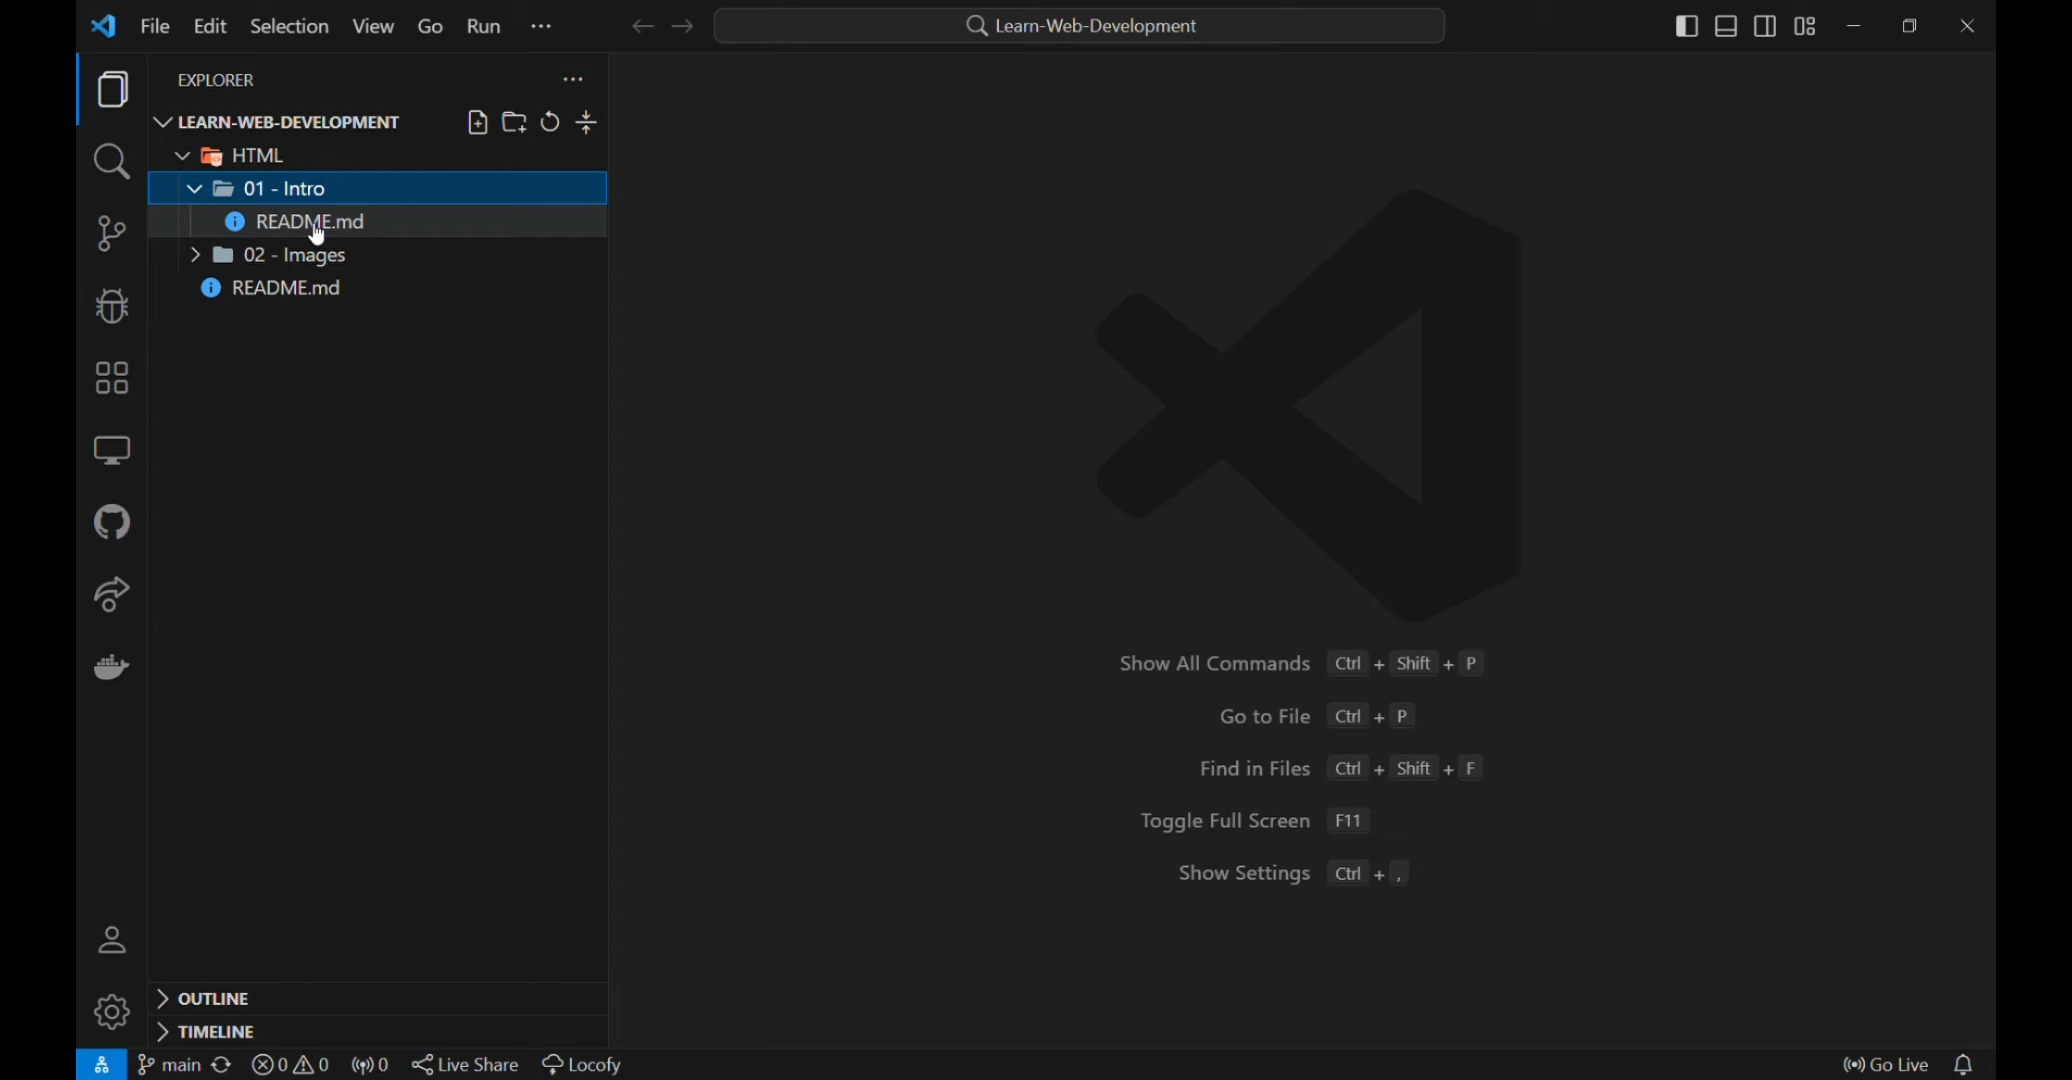 File Edit Selection View Go Run ···
Learn-Web-Development
EXPLORER ···
LEARN-WEB-DEVELOPMENT
HTML
01 - Intro
README.md
02 - Images
README.md
Show All Commands Ctrl + Shift + P
Go to File Ctrl + P
Find in Files Ctrl + Shift + F
Toggle Full Screen F11
Show Settings Ctrl + ,
OUTLINE
TIMELINE
main 0 0 0 Live Share Locofy Go Live